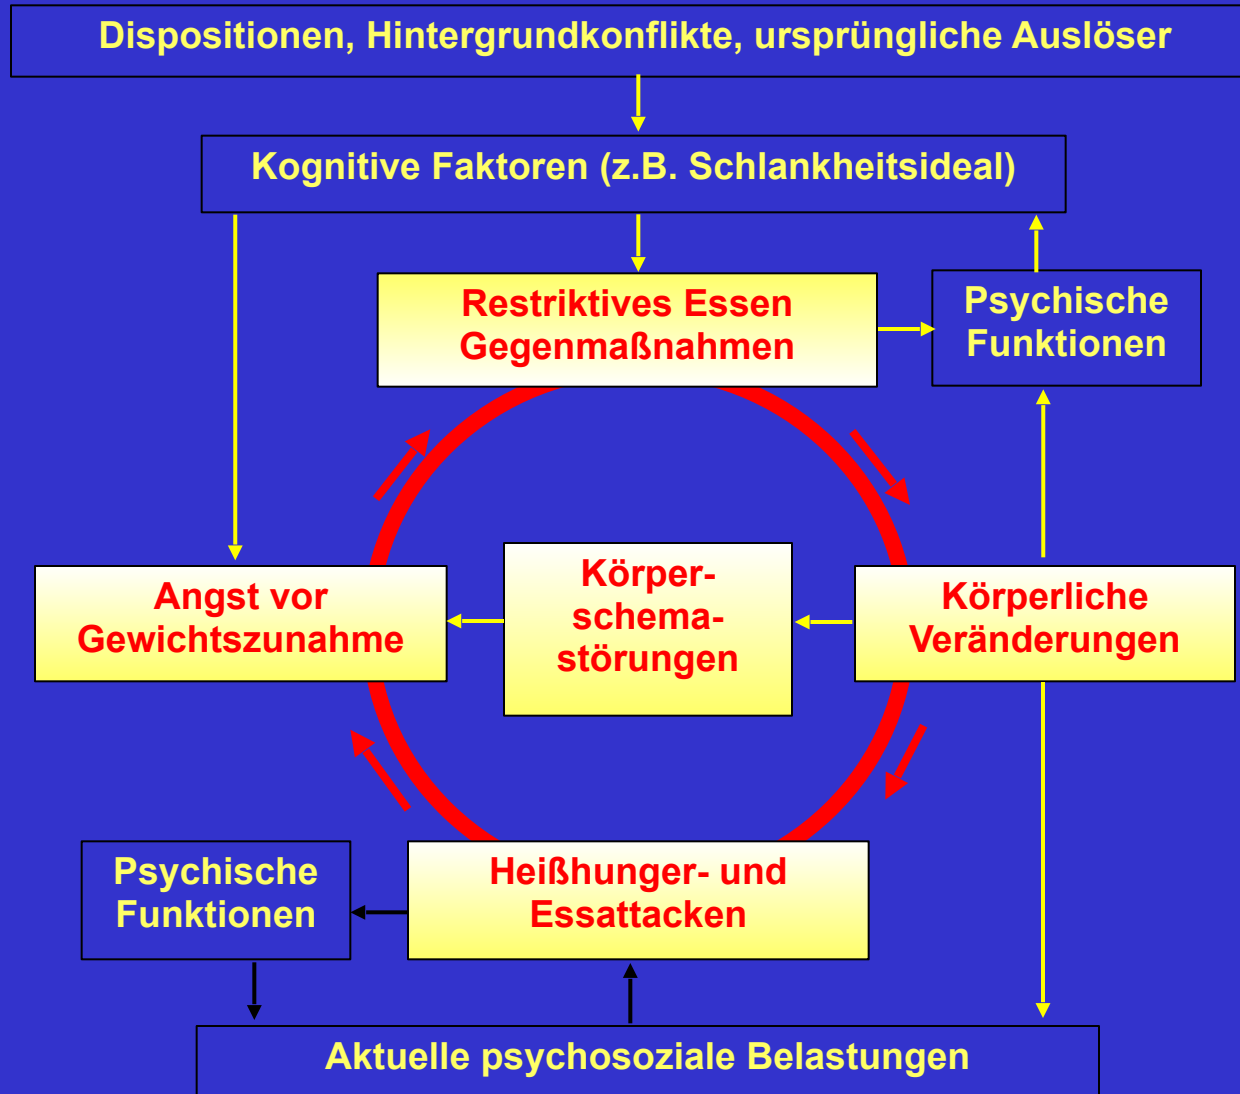 Dispositionen, Hintergrundkonflikte, ursprüngliche Auslöser
Kognitive Faktoren (z.B. Schlankheitsideal)
Restriktives Essen
Gegenmaßnahmen
Psychische
Funktionen
Angst vor
Gewichtszunahme
Körper-
schema-
störungen
Körperliche
Veränderungen
Psychische
Funktionen
Heißhunger- und
Essattacken
Aktuelle psychosoziale Belastungen